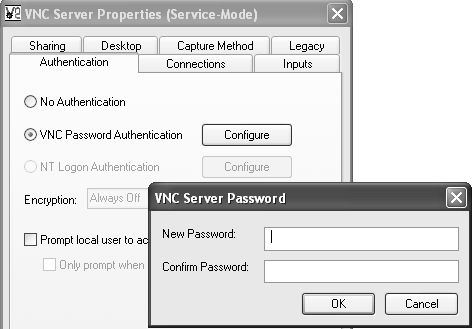 VNC Server Properties (Service-Mode)
Sharing
Desktop
Capture Method
Legacy
Authentication
Connections
Inputs
No Authentication
VNC Password Authentication
Configure
NT Logon Authentication
Configure
Encryption:
Always Off
Prompt local user to ac
Only prompt when
VNC Server Password
New Password:
Confirm Password:
OK
Cancel